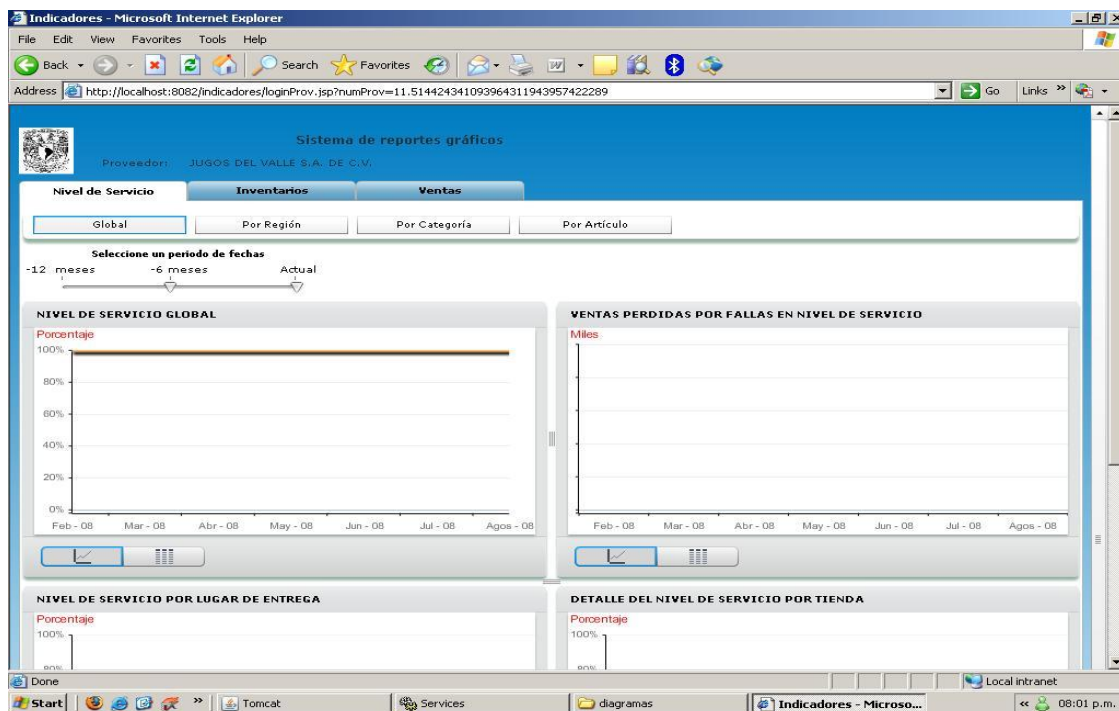 Indicadores - Microsoft Internet Explorer
File Edit View Favorites Tools Help
Back Search Favorites
Address http://localhost:8082/indicadores/loginProv.jsp?numProv=11.5144243410939643119439574222​89 Go Links »
Sistema de reportes gráficos
Proveedor: JUGOS DEL VALLE S.A. DE C.V.
Nivel de Servicio Inventarios Ventas
Global Por Región Por Categoría Por Artículo
Seleccione un periodo de fechas
-12 meses -6 meses Actual
NIVEL DE SERVICIO GLOBAL
Porcentaje
100%
80%
60%
40%
20%
0%
Feb - 08 Mar - 08 Abr - 08 May - 08 Jun - 08 Jul - 08 Agos - 08
VENTAS PERDIDAS POR FALLAS EN NIVEL DE SERVICIO
Miles
Feb - 08 Mar - 08 Abr - 08 May - 08 Jun - 08 Jul - 08 Agos - 08
NIVEL DE SERVICIO POR LUGAR DE ENTREGA
Porcentaje
100%
80%
DETALLE DEL NIVEL DE SERVICIO POR TIENDA
Porcentaje
100%
80%
Done Local intranet
Start » Tomcat Services diagramas Indicadores - Microso... « 08:01 p.m.